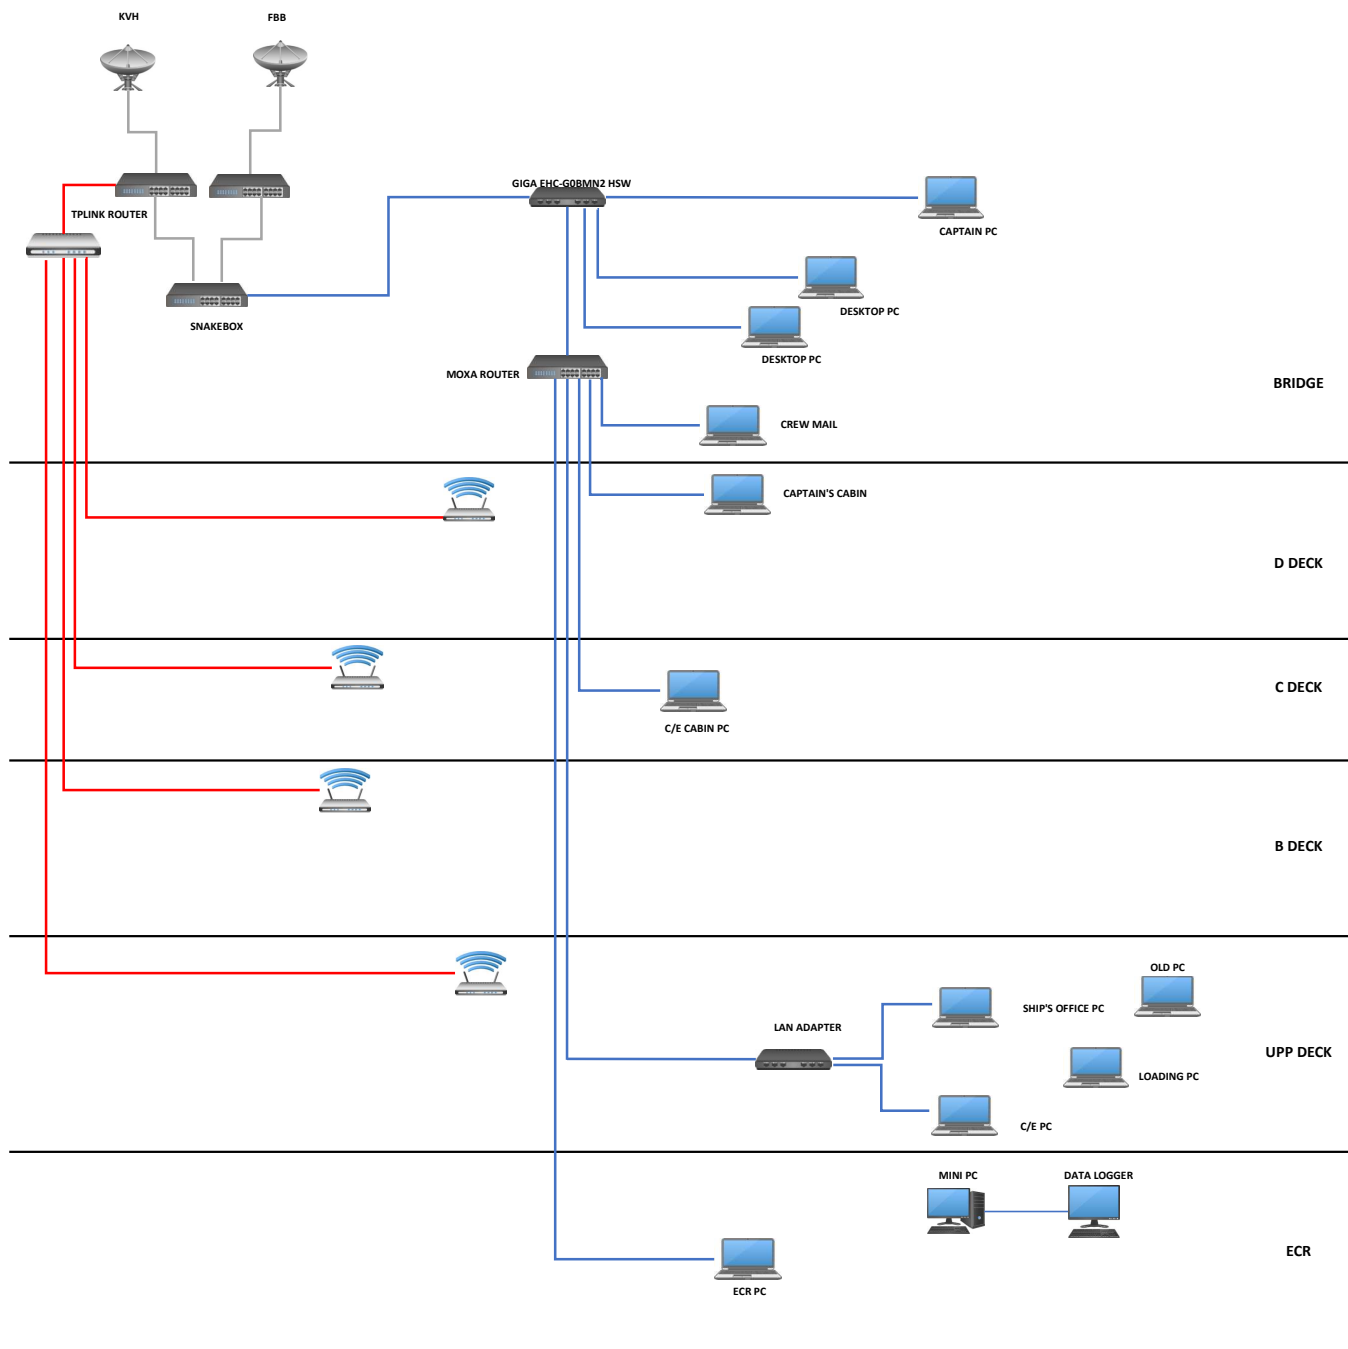 KVH
FBB
GIGA EHC-G0BMN2 HSW
TPLINK ROUTER
CAPTAIN PC
SNAKEBOX
DESKTOP PC
DESKTOP PC
MOXA ROUTER
BRIDGE
CREW MAIL
CAPTAIN'S CABIN
D DECK
C DECK
C/E CABIN PC
B DECK
OLD PC
SHIP'S OFFICE PC
LAN ADAPTER
UPP DECK
LOADING PC
C/E PC
MINI PC
DATA LOGGER
ECR
ECR PC